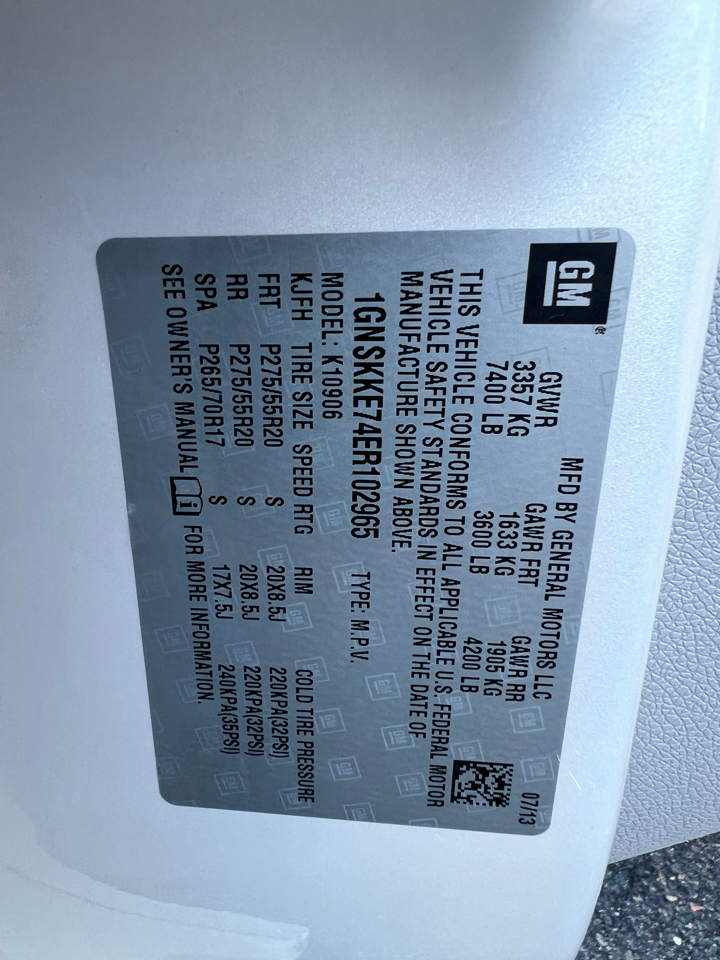 GM
MFD BY GENERAL MOTORS LLC 07/13
GVWR GAWR FRT GAWR RR
3357 KG 1633 KG 1905 KG
7400 LB 3600 LB 4200 LB
THIS VEHICLE CONFORMS TO ALL APPLICABLE U.S. FEDERAL MOTOR
VEHICLE SAFETY STANDARDS IN EFFECT ON THE DATE OF
MANUFACTURE SHOWN ABOVE.
1GNSKKE74ER102965 TYPE: M.P.V.
MODEL: K10906
KJFH TIRE SIZE SPEED RTG RIM COLD TIRE PRESSURE
FRT P275/55R20 S 20X8.5J 220KPA(32PSI)
RR P275/55R20 S 20X8.5J 220KPA(32PSI)
SPA P265/70R17 S 17X7.5J 240KPA(35PSI)
SEE OWNER'S MANUAL FOR MORE INFORMATION.